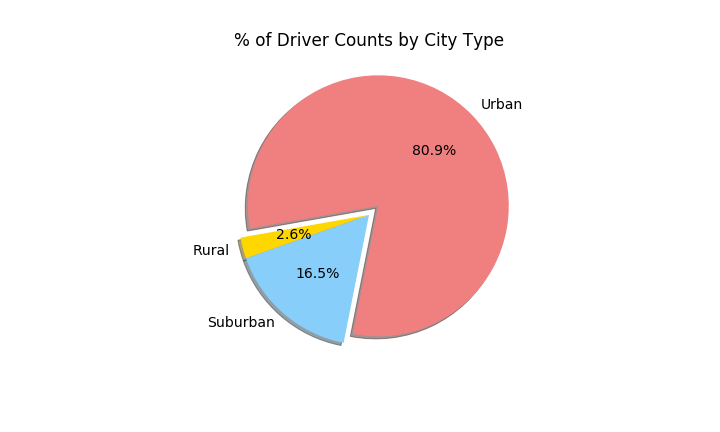 % of Driver Counts by City Type
Urban
80.9%
2.6%
Rural
16.5%
Suburban